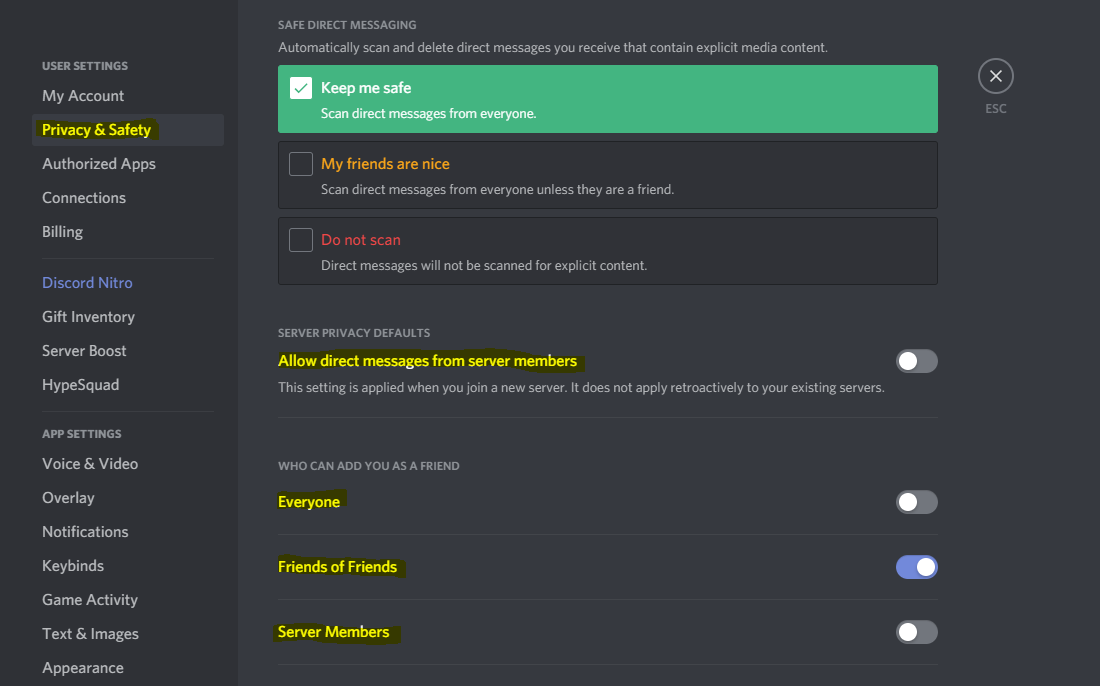 USER SETTINGS
My Account
Privacy & Safety
Authorized Apps
Connections
Billing
Discord Nitro
Gift Inventory
Server Boost
HypeSquad
APP SETTINGS
Voice & Video
Overlay
Notifications
Keybinds
Game Activity
Text & Images
Appearance
SAFE DIRECT MESSAGING
Automatically scan and delete direct messages you receive that contain explicit media content.
Keep me safe
Scan direct messages from everyone.
My friends are nice
Scan direct messages from everyone unless they are a friend.
Do not scan
Direct messages will not be scanned for explicit content.
SERVER PRIVACY DEFAULTS
Allow direct messages from server members
This setting is applied when you join a new server. It does not apply retroactively to your existing servers.
WHO CAN ADD YOU AS A FRIEND
Everyone
Friends of Friends
Server Members
ESC